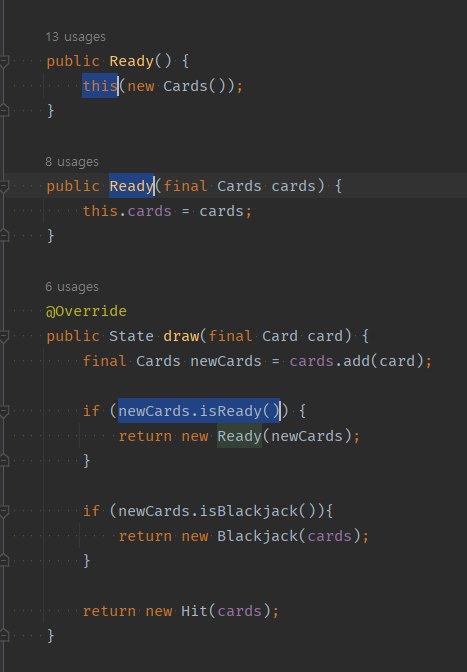 13 usages
public Ready() {
this(new Cards());
}
8 usages
public Ready(final Cards cards) {
this.cards = cards;
}
6 usages
@Override
public State draw(final Card card) {
final Cards newCards = cards.add(card);
if (newCards.isReady()) {
return new Ready(newCards);
}
if (newCards.isBlackjack()){
return new Blackjack(cards);
}
return new Hit(cards);
}